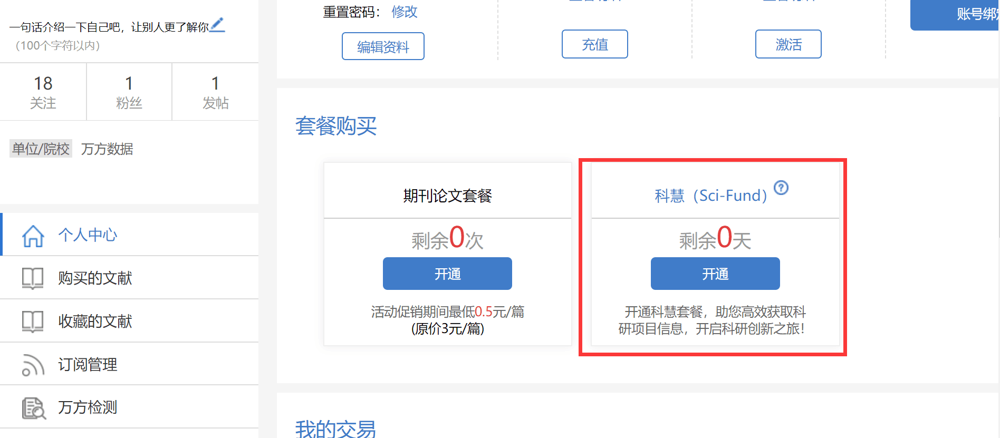 一句话介绍一下自己吧，让别人更了解你
（100个字符以内）
18
关注
1
粉丝
1
发帖
单位/院校 万方数据
个人中心
购买的文献
收藏的文献
订阅管理
万方检测
重置密码： 修改
编辑资料
充值
激活
账号绑
套餐购买
期刊论文套餐
剩余0次
开通
活动促销期间最低0.5元/篇
(原价3元/篇)
科慧（Sci-Fund）?
剩余0天
开通
开通科慧套餐，助您高效获取科
研项目信息，开启科研创新之旅！
我的交易